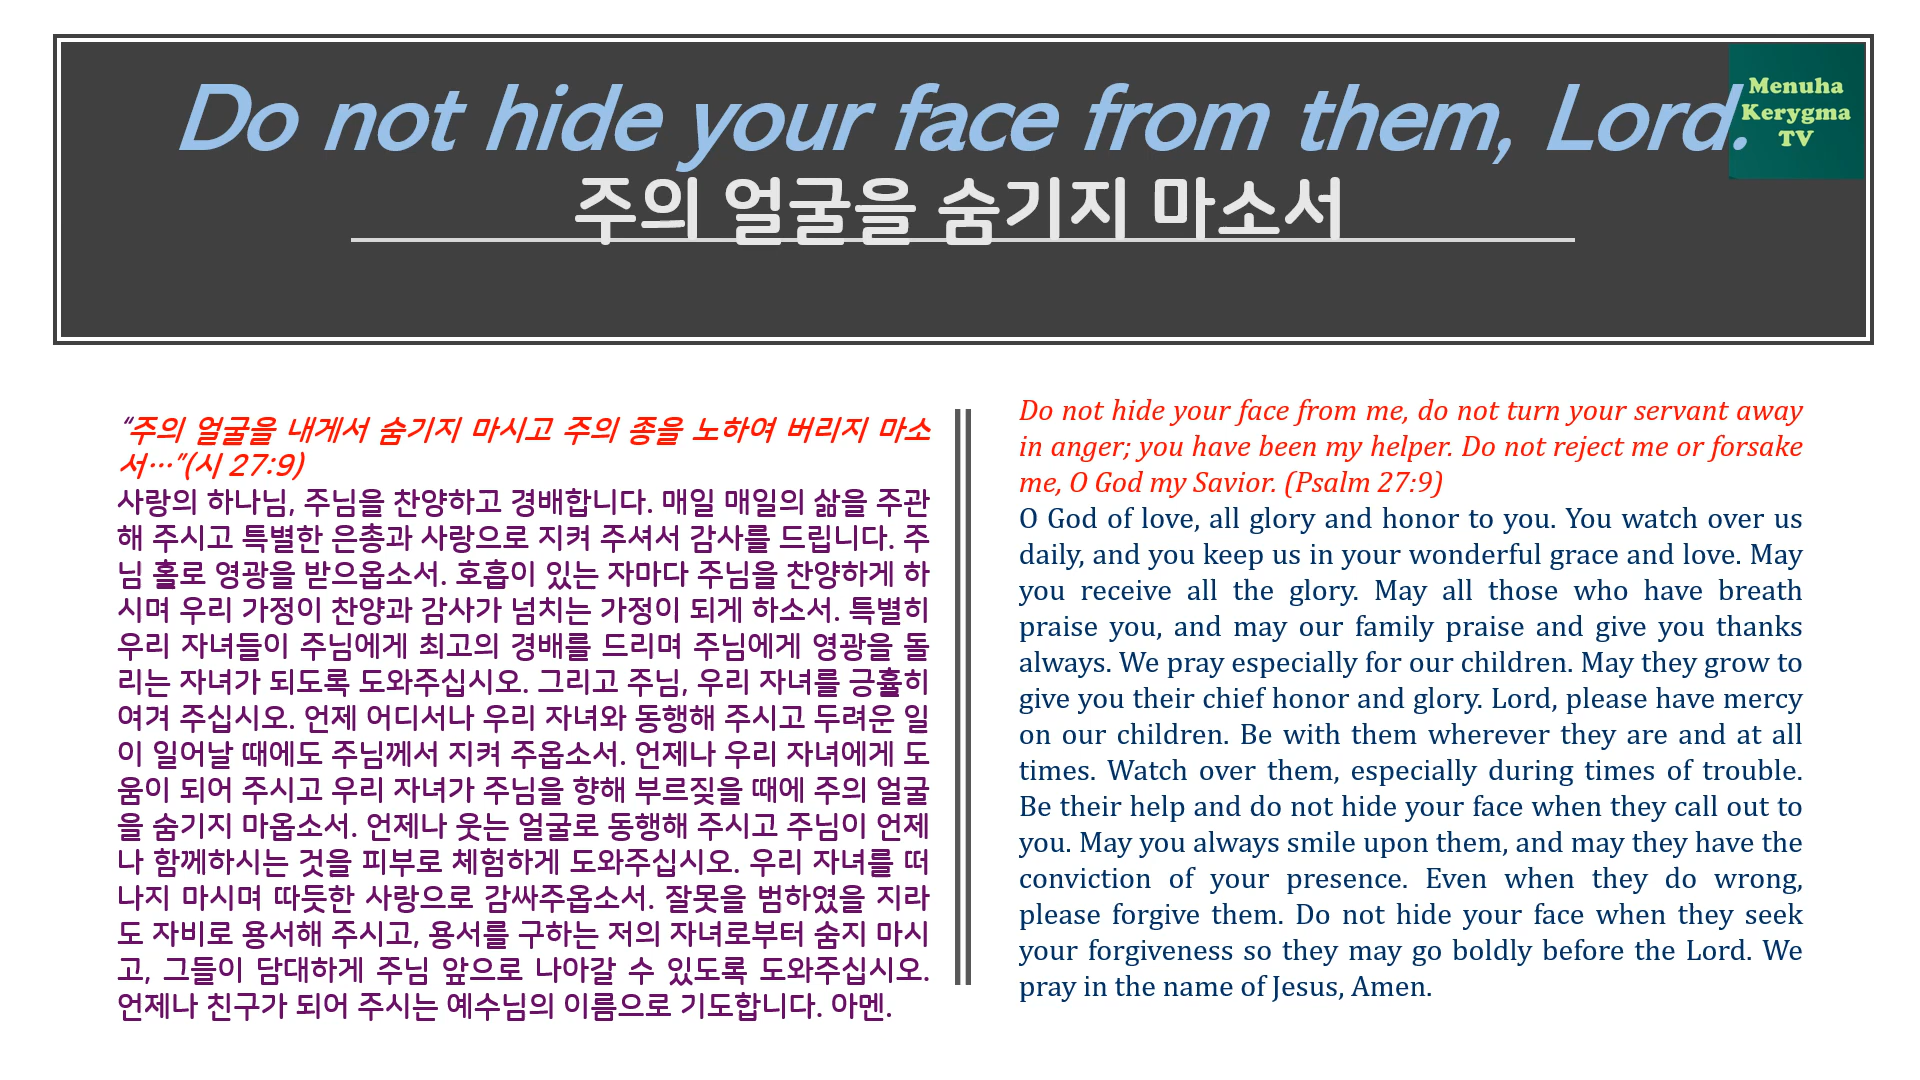 Do not hide your face from them, Lord.
Menuha
Kerygma
TV
주의 얼굴을 숨기지 마소서
“주의 얼굴을 내게서 숨기지 마시고 주의 종을 노하여 버리지 마소
서…”(시 27:9)
사랑의 하나님, 주님을 찬양하고 경배합니다. 매일 매일의 삶을 주관
해 주시고 특별한 은총과 사랑으로 지켜 주셔서 감사를 드립니다. 주
님 홀로 영광을 받으옵소서. 호흡이 있는 자마다 주님을 찬양하게 하
시며 우리 가정이 찬양과 감사가 넘치는 가정이 되게 하소서. 특별히
우리 자녀들이 주님에게 최고의 경배를 드리며 주님에게 영광을 돌
리는 자녀가 되도록 도와주십시오. 그리고 주님, 우리 자녀를 긍휼히
여겨 주십시오. 언제 어디서나 우리 자녀와 동행해 주시고 두려운 일
이 일어날 때에도 주님께서 지켜 주옵소서. 언제나 우리 자녀에게 도
움이 되어 주시고 우리 자녀가 주님을 향해 부르짖을 때에 주의 얼굴
을 숨기지 마옵소서. 언제나 웃는 얼굴로 동행해 주시고 주님이 언제
나 함께하시는 것을 피부로 체험하게 도와주십시오. 우리 자녀를 떠
나지 마시며 따듯한 사랑으로 감싸주옵소서. 잘못을 범하였을 지라
도 자비로 용서해 주시고, 용서를 구하는 저의 자녀로부터 숨지 마시
고, 그들이 담대하게 주님 앞으로 나아갈 수 있도록 도와주십시오.
언제나 친구가 되어 주시는 예수님의 이름으로 기도합니다. 아멘.
Do not hide your face from me, do not turn your servant away
in anger; you have been my helper. Do not reject me or forsake
me, O God my Savior. (Psalm 27:9)
O God of love, all glory and honor to you. You watch over us
daily, and you keep us in your wonderful grace and love. May
you receive all the glory. May all those who have breath
praise you, and may our family praise and give you thanks
always. We pray especially for our children. May they grow to
give you their chief honor and glory. Lord, please have mercy
on our children. Be with them wherever they are and at all
times. Watch over them, especially during times of trouble.
Be their help and do not hide your face when they call out to
you. May you always smile upon them, and may they have the
conviction of your presence. Even when they do wrong,
please forgive them. Do not hide your face when they seek
your forgiveness so they may go boldly before the Lord. We
pray in the name of Jesus, Amen.